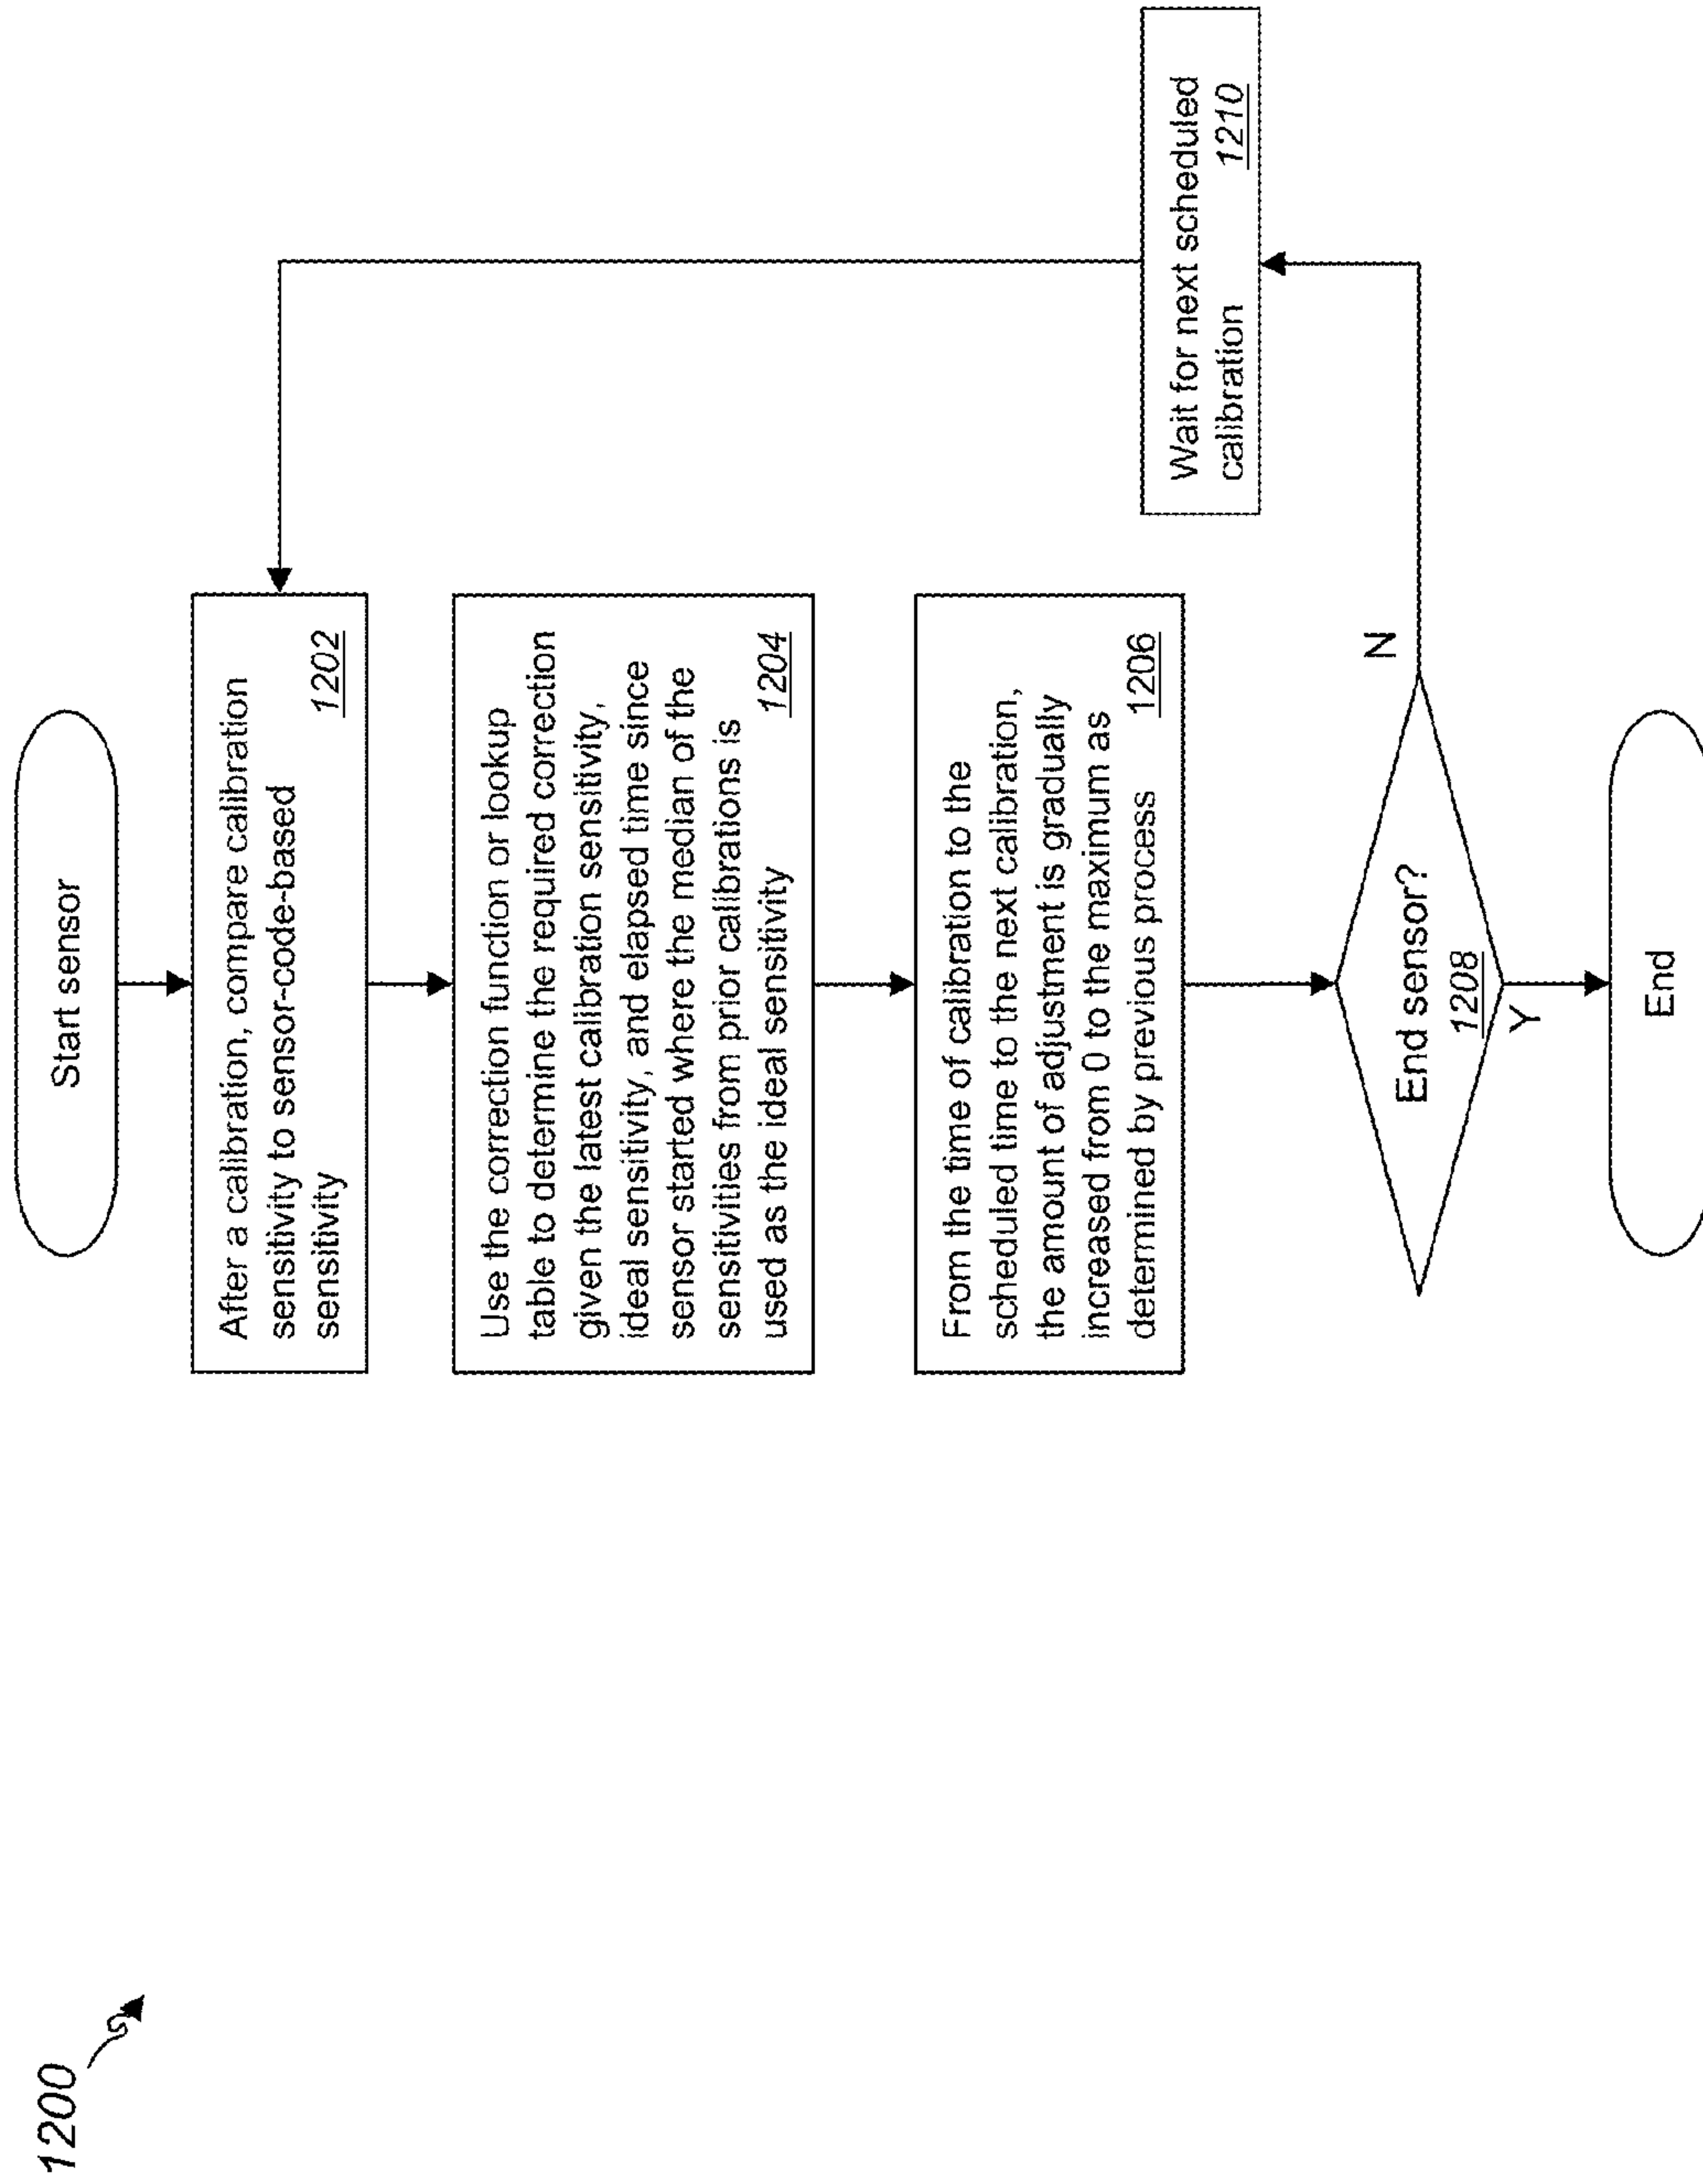 1200
Start sensor
After a calibration, compare calibration
sensitivity to sensor-code-based
sensitivity 1202
Use the correction function or lookup
table to determine the required correction
given the latest calibration sensitivity,
ideal sensitivity, and elapsed time since
sensor started where the median of the
sensitivities from prior calibrations is
used as the ideal sensitivity 1204
From the time of calibration to the
scheduled time to the next calibration,
the amount of adjustment is gradually
increased from 0 to the maximum as
determined by previous process 1206
End sensor?
1208
N
Y
Wait for next scheduled
calibration 1210
End